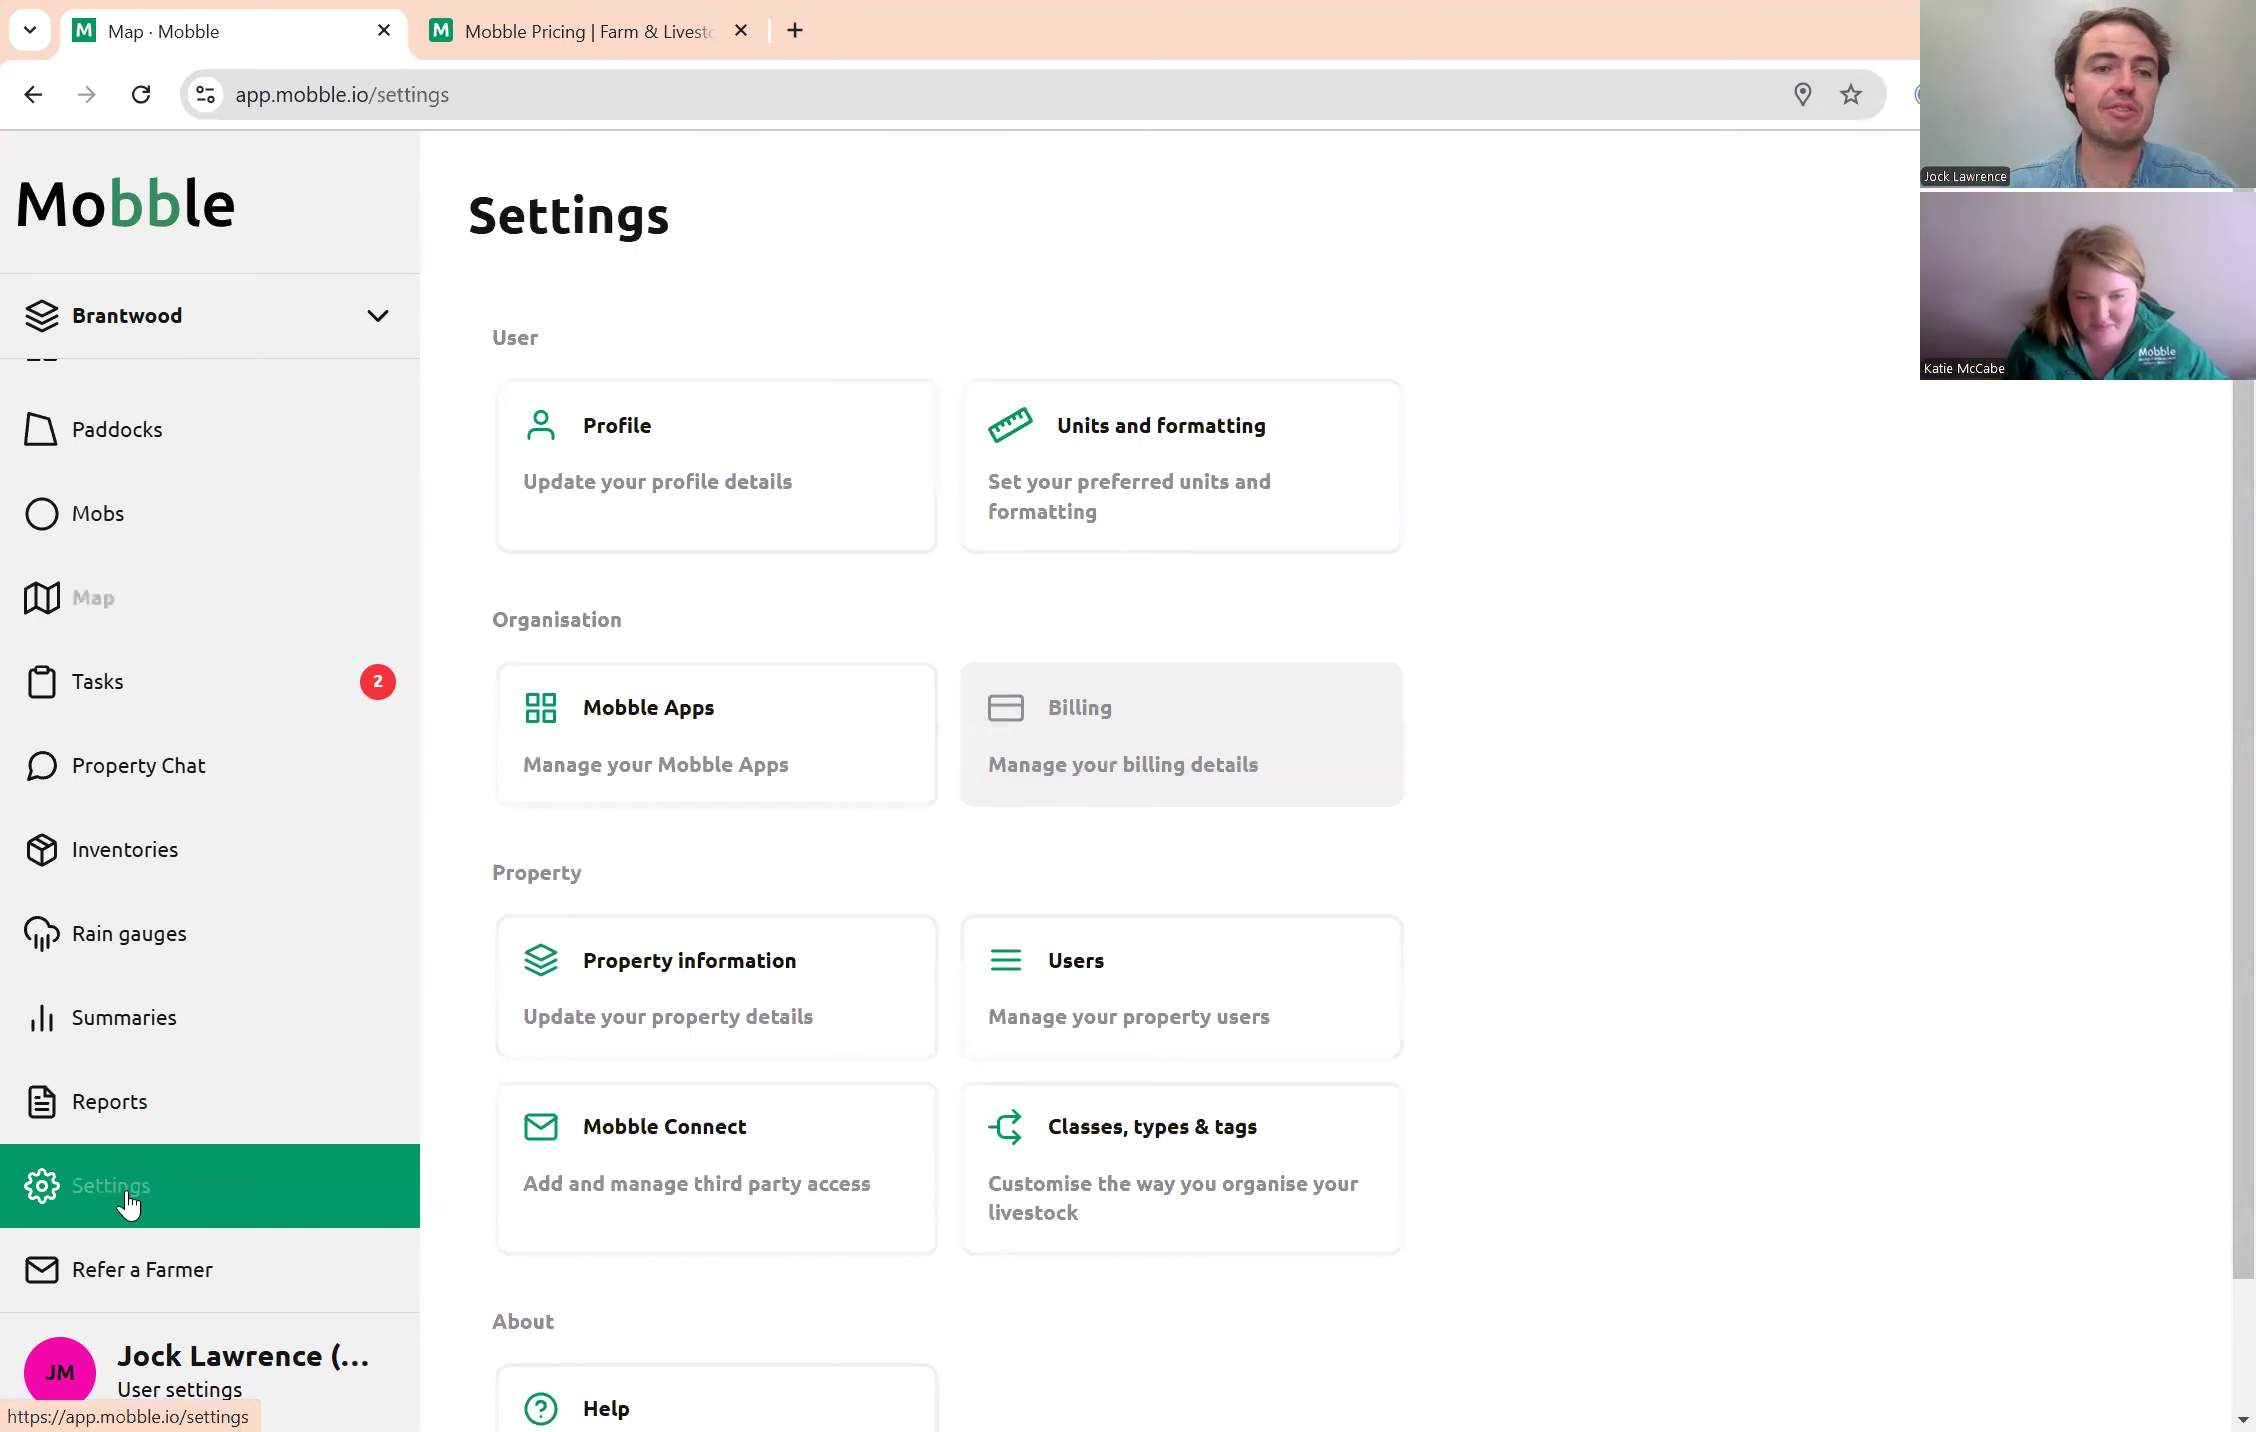 Map · Mobble
Mobble Pricing | Farm & Livest
app.mobble.io/settings
Mobble
Brantwood
Paddocks
Mobs
Map
Tasks
2
Property Chat
Inventories
Rain gauges
Summaries
Reports
Settings
Refer a Farmer
JM
Jock Lawrence (...
User settings
https://app.mobble.io/settings
Settings
User
Profile
Update your profile details
Units and formatting
Set your preferred units and
formatting
Organisation
Mobble Apps
Manage your Mobble Apps
Billing
Manage your billing details
Property
Property information
Update your property details
Users
Manage your property users
Mobble Connect
Add and manage third party access
Classes, types & tags
Customise the way you organise your
livestock
About
Help
Jock Lawrence
Mobble
Katie McCabe